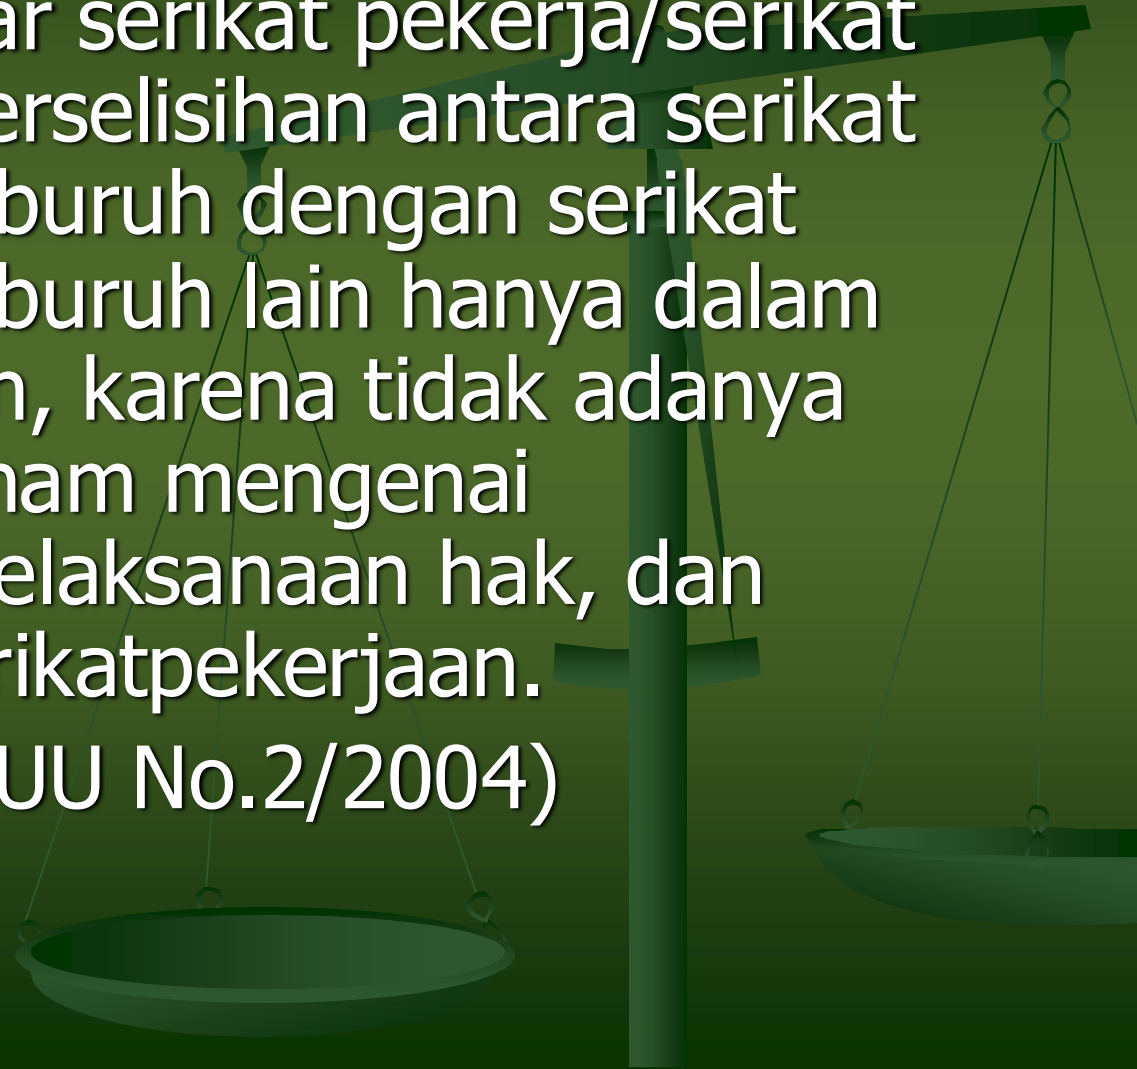 ar serikat pekerja/serikat
erselisihan antara serikat
buruh dengan serikat
buruh lain hanya dalam
n, karena tidak adanya
ham mengenai
elaksanaan hak, dan
rikatpekerjaan.
UU No.2/2004)